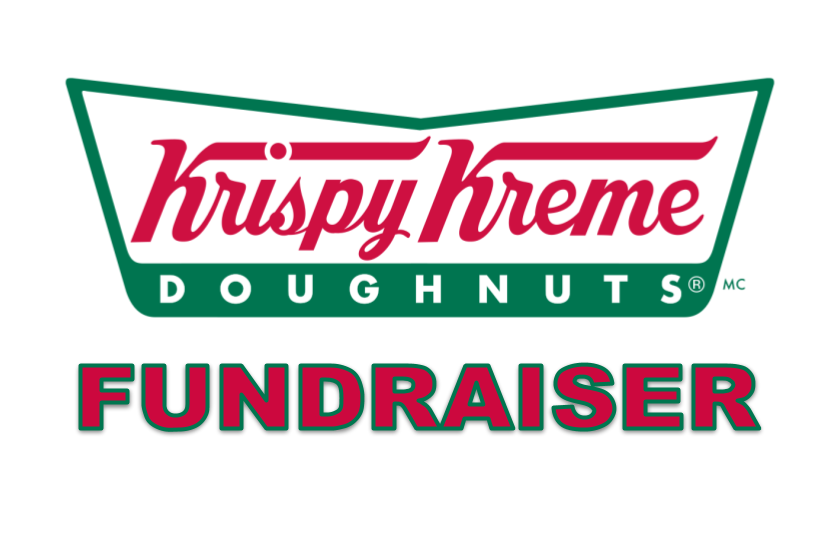 Krispy Kreme
DOUGHNUTS® MC
FUNDRAISER